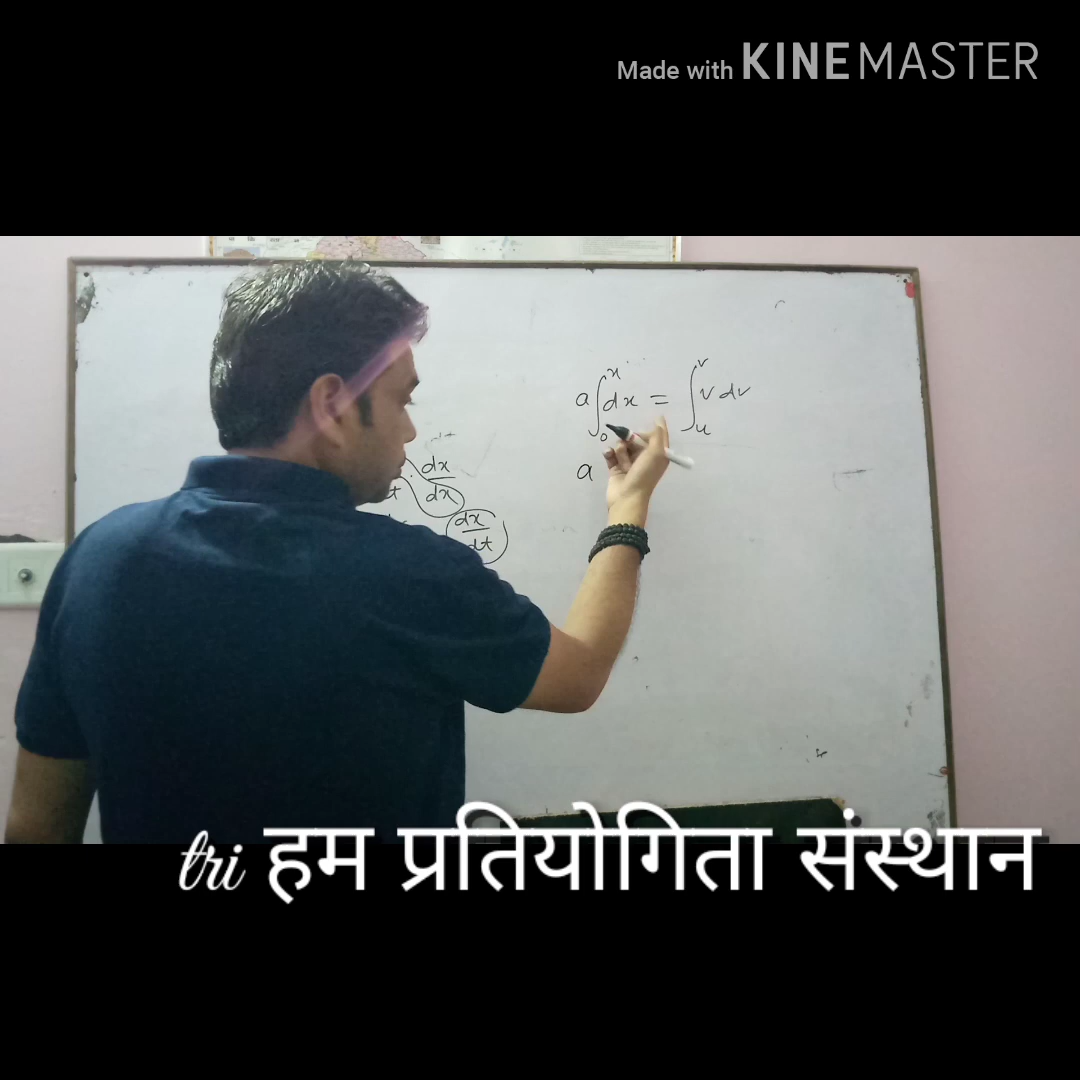 Made with KINEMASTER
a∫₀ˣ dx = ∫ᵤᵛ v dv
a
dx
dx
dx
dt
tri हम प्रतियोगिता संस्थान